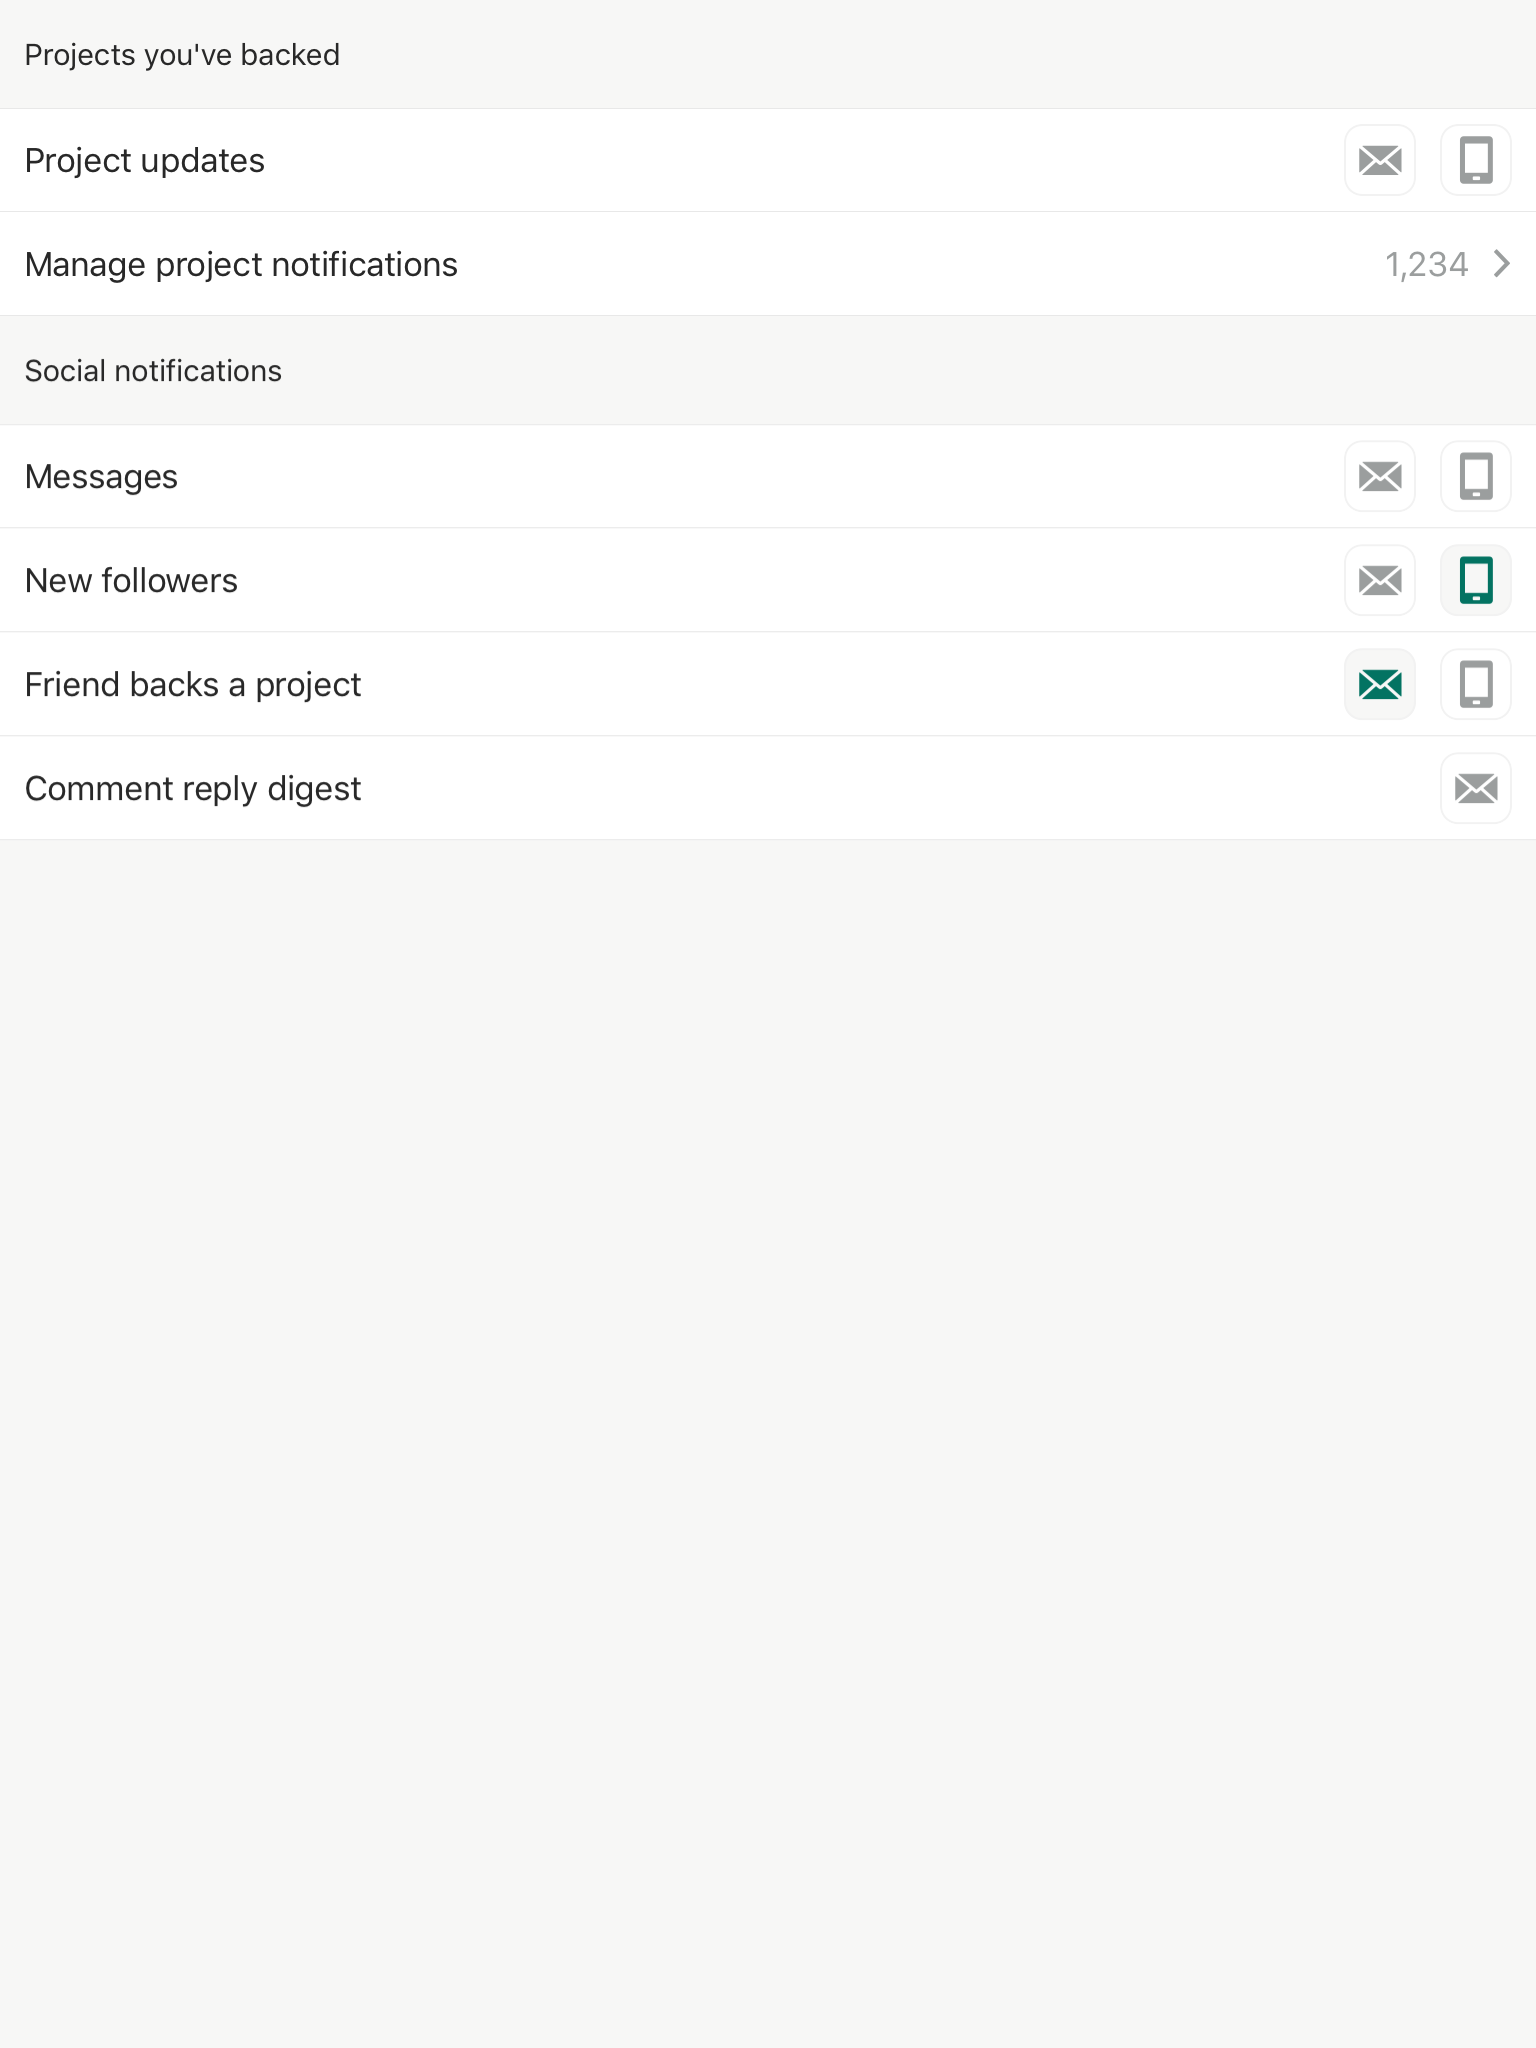 Projects you've backed
Project updates
Manage project notifications 1,234
Social notifications
Messages
New followers
Friend backs a project
Comment reply digest